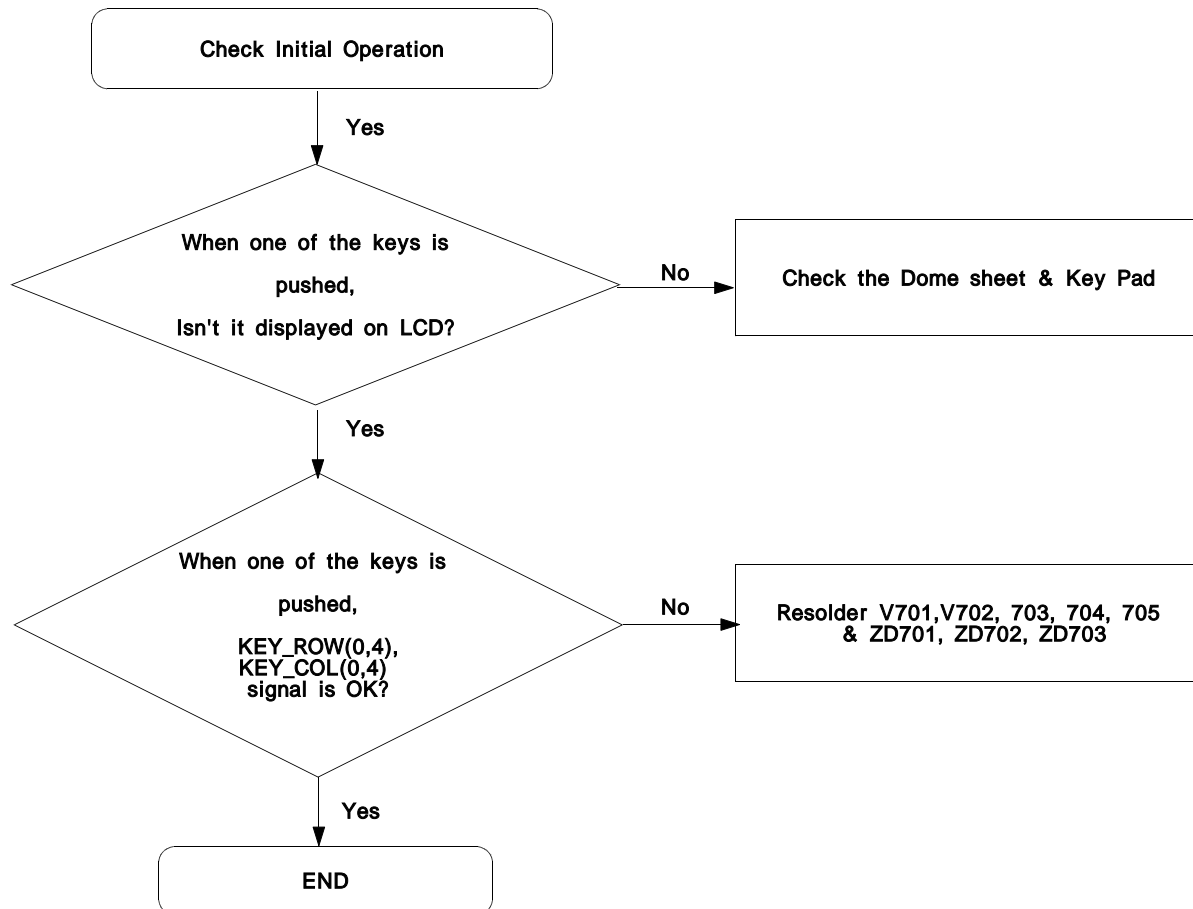 Check Initial Operation
Yes
When one of the keys is
pushed,
Isn't it displayed on LCD?
No
Check the Dome sheet & Key Pad
Yes
When one of the keys is
pushed,
KEY_ROW(0,4),
KEY_COL(0,4)
signal is OK?
No
Resolder V701,V702, 703, 704, 705
& ZD701, ZD702, ZD703
Yes
END